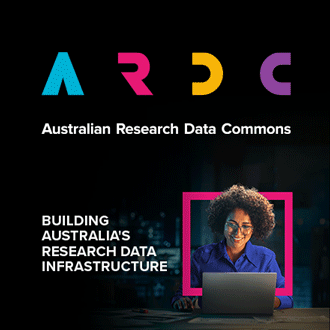 ARDC
Australian Research Data Commons
BUILDING
AUSTRALIA'S
RESEARCH DATA
INFRASTRUCTURE